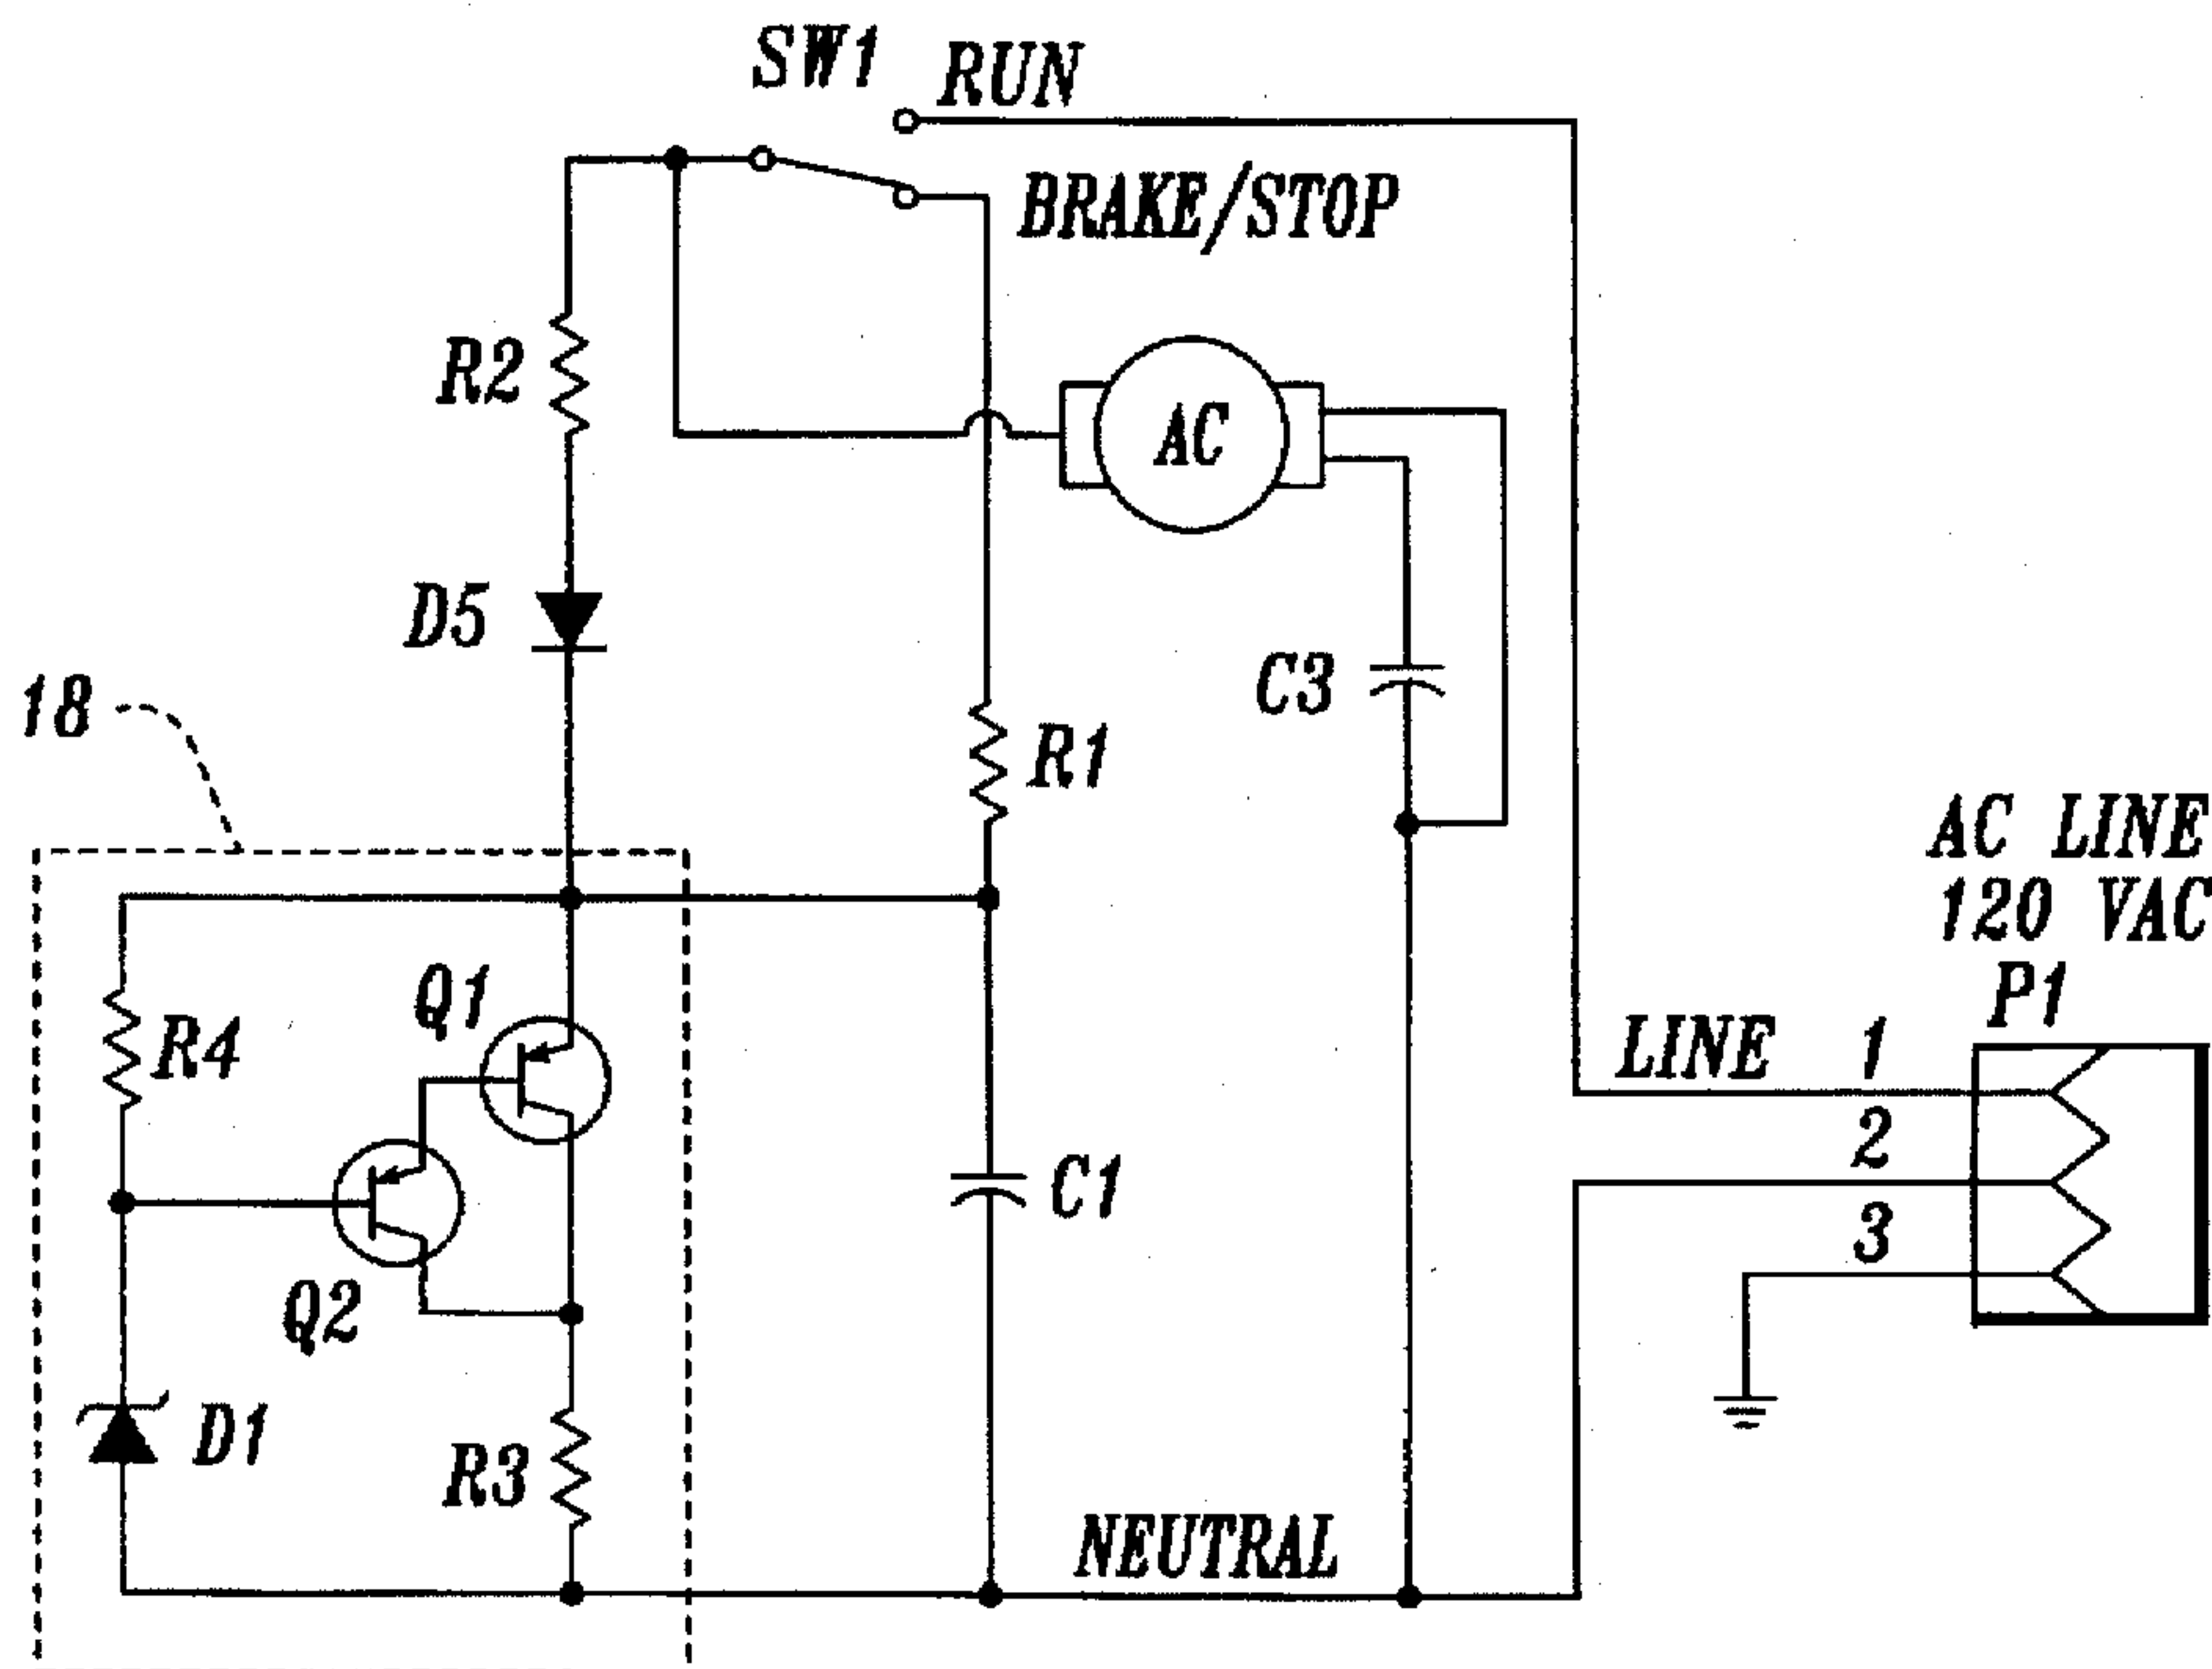 SW1
RUN
BRAKE/STOP
R2
AC
D5
C3
18
R1
AC LINE
120 VAC
P1
Q1
R4
LINE
1
2
3
C1
Q2
D1
R3
NEUTRAL